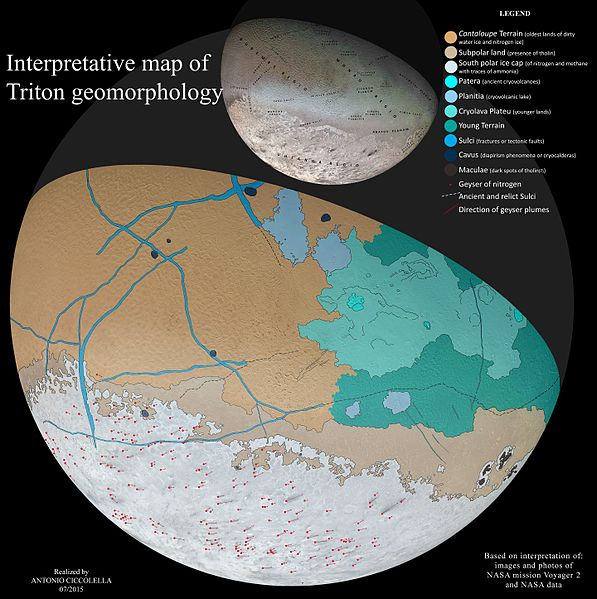 LEGEND
Interpretative map of
Triton geomorphology
Cantaloupe Terrain (oldest lands of dirty
water ice and nitrogen ice)
Subpolar land (presence of tholin)
South polar ice cap (of nitrogen and methane
with traces of ammonia)
Patera (ancient cryovolcanoes)
Planitia (cryovolcanic lake)
Cryolava Plateu (younger lands)
Young Terrain
Sulci (fractures or tectonic faults)
Cavus (diapirism phenomena or cryocalderas)
Maculae (dark spots of tholins)
Geyser of nitrogen
Ancient and relict Sulci
Direction of geyser plumes
Realized by
ANTONIO CICCOLELLA
07/2015
Based on interpretation of:
images and photos of
NASA mission Voyager 2
and NASA data